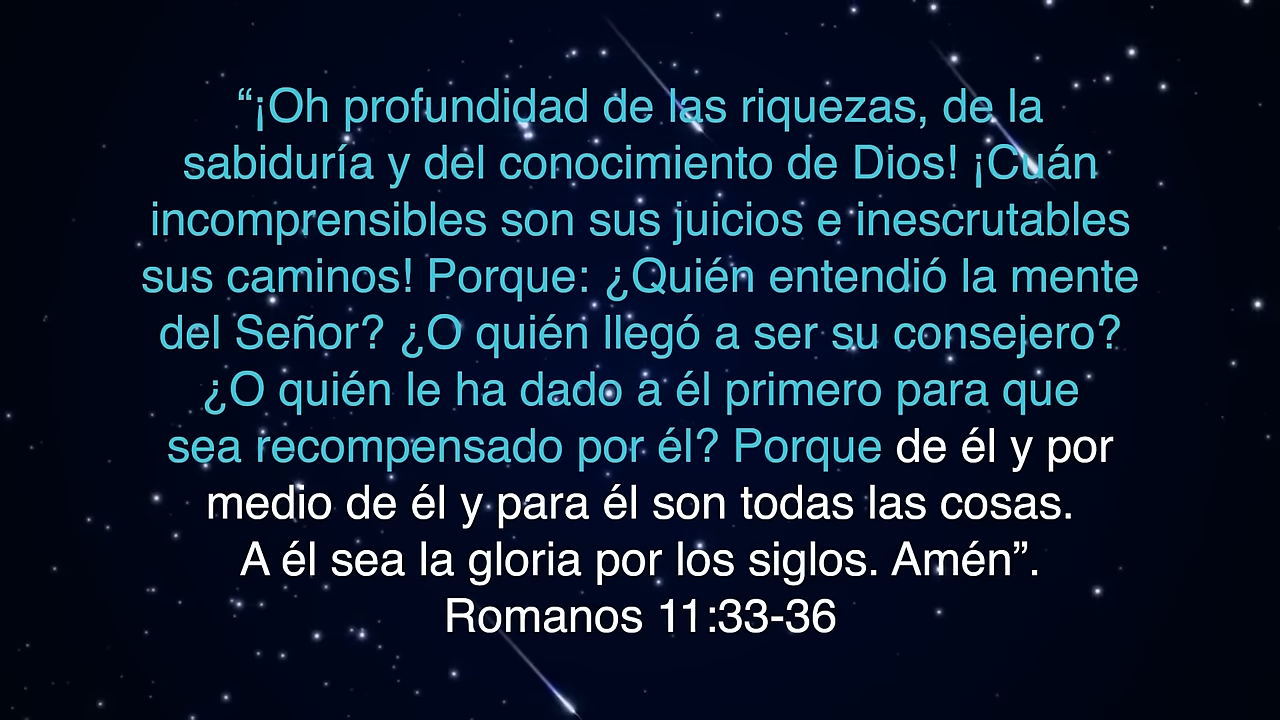 “¡Oh profundidad de las riquezas, de la
sabiduría y del conocimiento de Dios! ¡Cuán
incomprensibles son sus juicios e inescrutables
sus caminos! Porque: ¿Quién entendió la mente
del Señor? ¿O quién llegó a ser su consejero?
¿O quién le ha dado a él primero para que
sea recompensado por él? Porque de él y por
medio de él y para él son todas las cosas.
A él sea la gloria por los siglos. Amén”.
Romanos 11:33-36